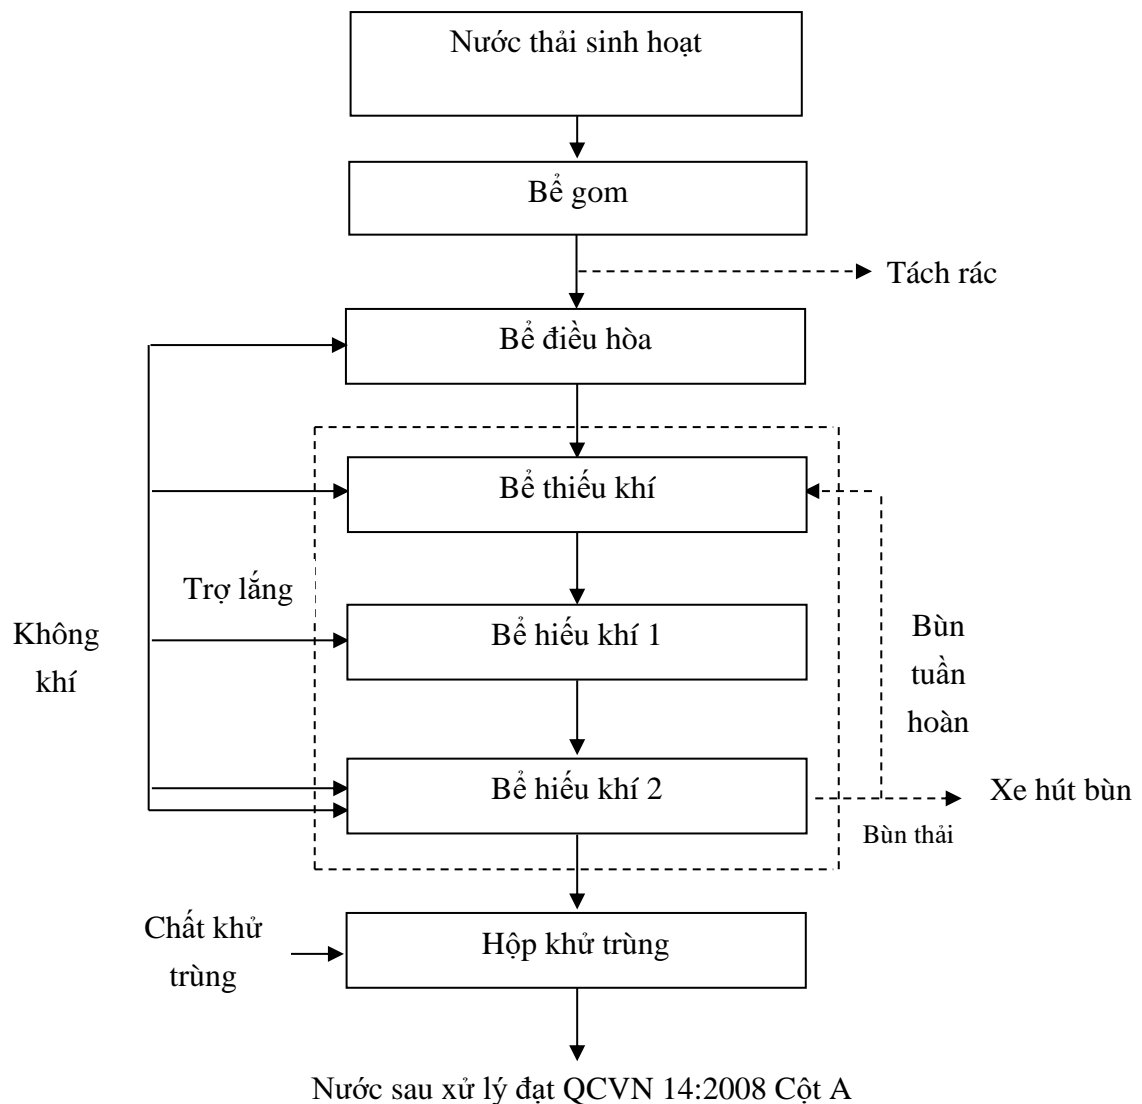 Nước thải sinh hoạt
Bể gom
Tách rác
Bể điều hòa
Bể thiếu khí
Trợ lắng
Không
khí
Bể hiếu khí 1
Bùn
tuần
hoàn
Bể hiếu khí 2
Xe hút bùn
Bùn thải
Chất khử
trùng
Hộp khử trùng
Nước sau xử lý đạt QCVN 14:2008 Cột A